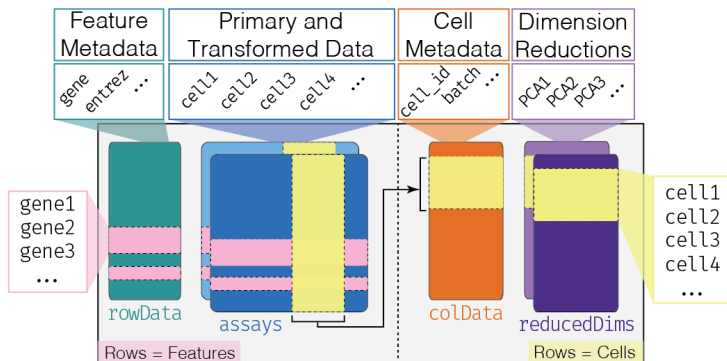 Feature
Metadata
Primary and
Transformed Data
Cell
Metadata
Dimension
Reductions
gene
entrez
...
cell1
cell2
cell3
cell4
...
cell_id
batch
...
PCA1
PCA2
PCA3
...
gene1
gene2
gene3
...
cell1
cell2
cell3
cell4
...
rowData
assays
colData
reducedDims
Rows = Features
Rows = Cells